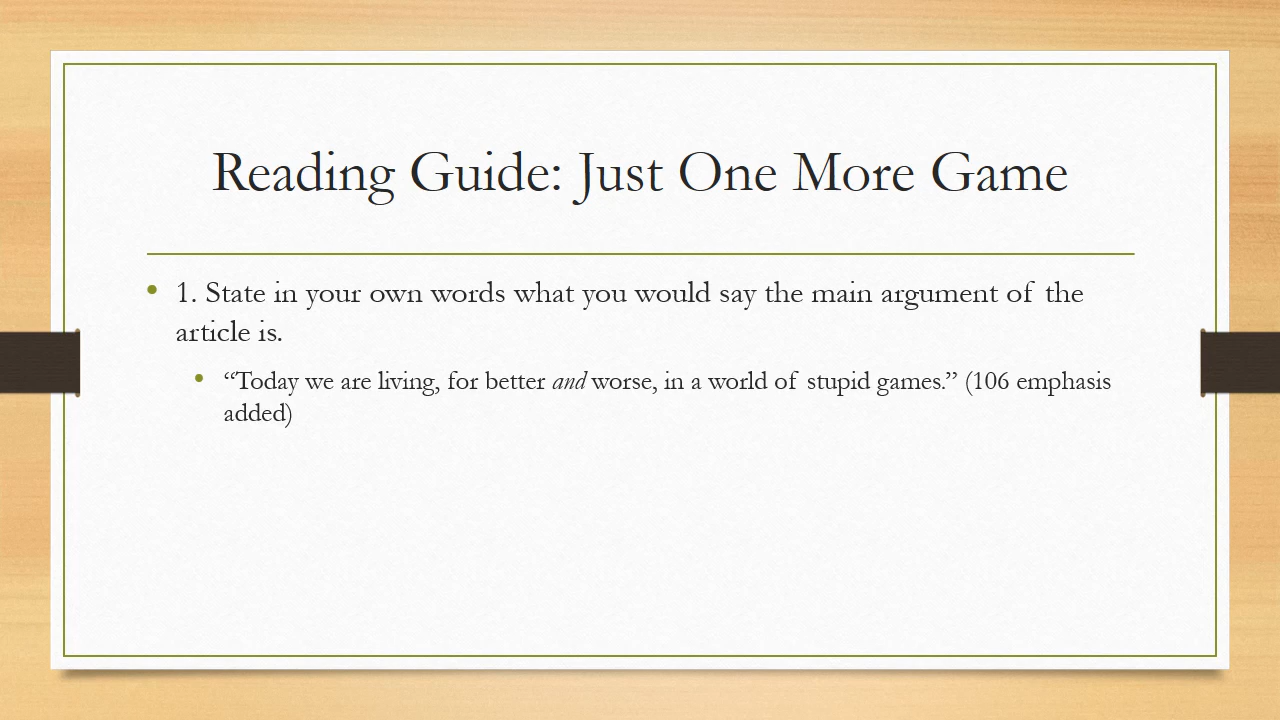 Reading Guide: Just One More Game
• 1. State in your own words what you would say the main argument of the
article is.
• “Today we are living, for better and worse, in a world of stupid games.” (106 emphasis
added)